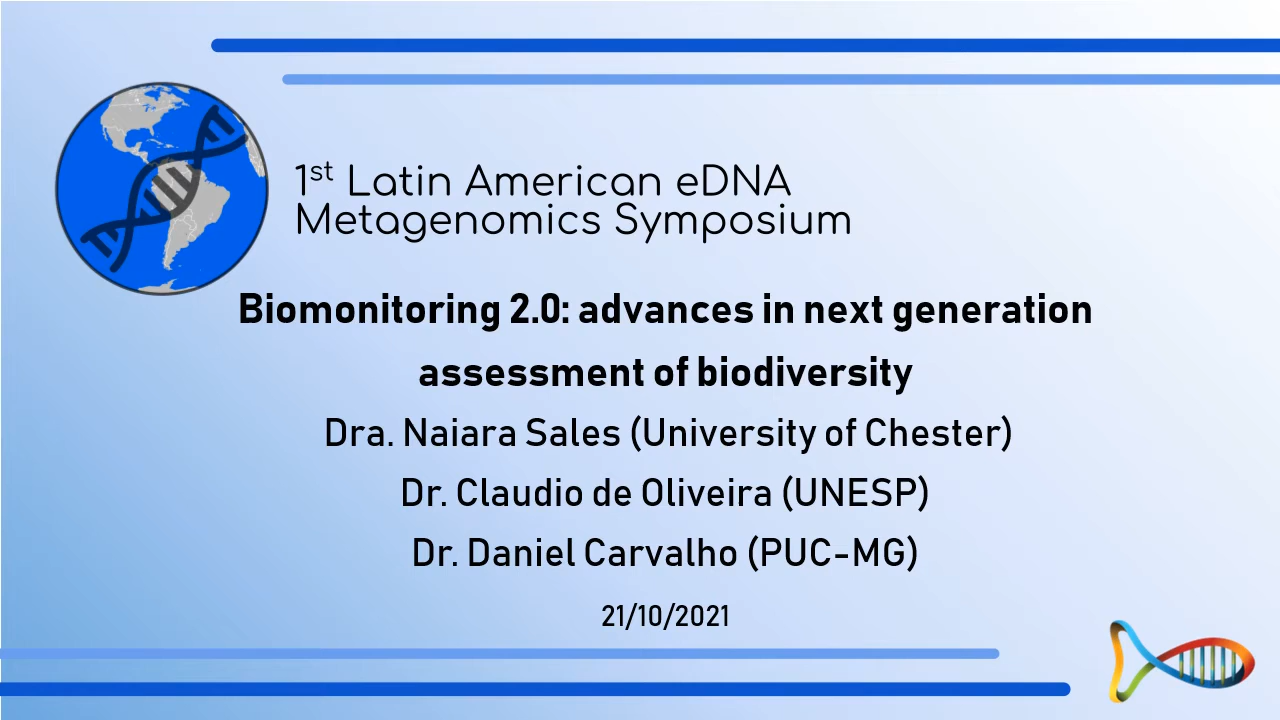 1st Latin American eDNA
Metagenomics Symposium
Biomonitoring 2.0: advances in next generation
assessment of biodiversity
Dra. Naiara Sales (University of Chester)
Dr. Claudio de Oliveira (UNESP)
Dr. Daniel Carvalho (PUC-MG)
21/10/2021